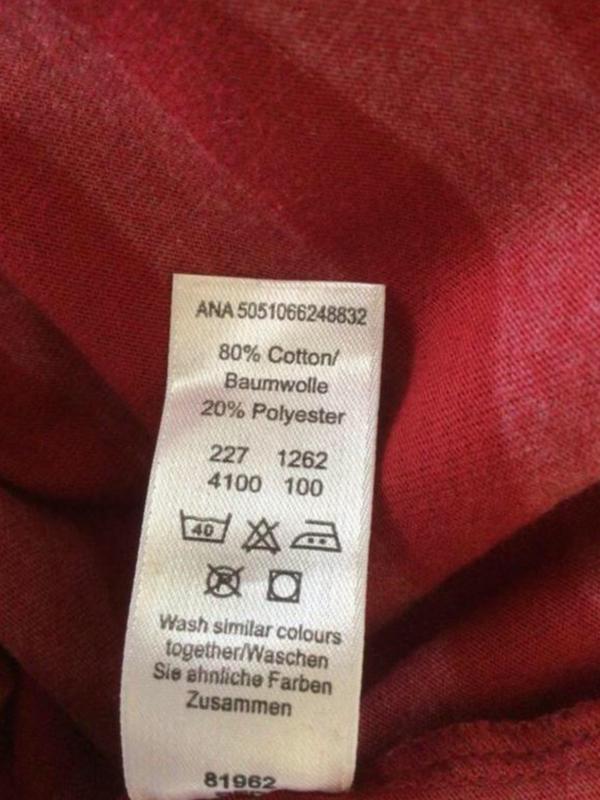 ANA 5051066248832
80% Cotton/
Baumwolle
20% Polyester
227 1262
4100 100
40
P
Wash similar colours
together/Waschen
Sie ahnliche Farben
Zusammen
81962